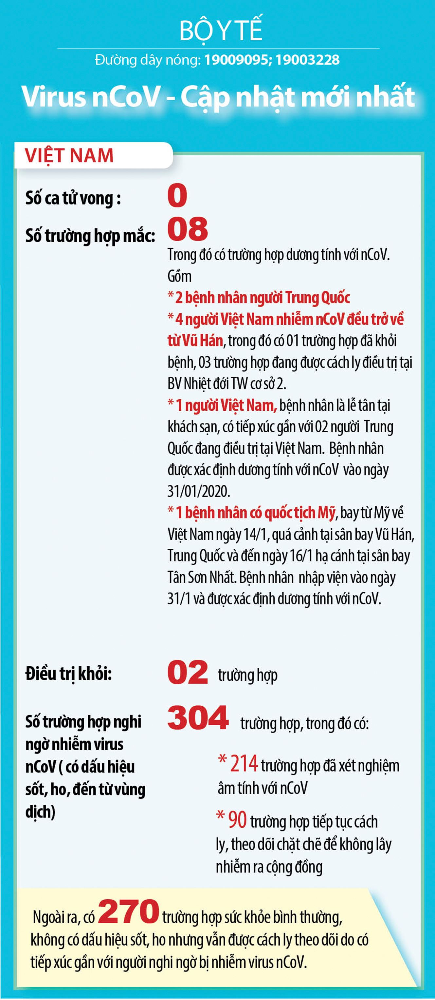 BỘ Y TẾ
Đường dây nóng: 19009095; 19003228
Virus nCoV - Cập nhật mới nhất
VIỆT NAM
Số ca tử vong : 0
Số trường hợp mắc: 08
Trong đó có trường hợp dương tính với nCoV.
Gồm
* 2 bệnh nhân người Trung Quốc
* 4 người Việt Nam nhiễm nCoV đều trở về
từ Vũ Hán, trong đó có 01 trường hợp đã khỏi
bệnh, 03 trường hợp đang được cách ly điều trị tại
BV Nhiệt đới TW cơ sở 2.
* 1 người Việt Nam, bệnh nhân là lễ tân tại
khách sạn, có tiếp xúc gần với 02 người Trung
Quốc đang điều trị tại Việt Nam. Bệnh nhân
được xác định dương tính với nCoV vào ngày
31/01/2020.
* 1 bệnh nhân có quốc tịch Mỹ, bay từ Mỹ về
Việt Nam ngày 14/1, quá cảnh tại sân bay Vũ Hán,
Trung Quốc và đến ngày 16/1 hạ cánh tại sân bay
Tân Sơn Nhất. Bệnh nhân nhập viện vào ngày
31/1 và được xác định dương tính với nCoV.
Điều trị khỏi: 02 trường hợp
Số trường hợp nghi
ngờ nhiễm virus
nCoV ( có dấu hiệu
sốt, ho, đến từ vùng
dịch)
304 trường hợp, trong đó có:
* 214 trường hợp đã xét nghiệm
âm tính với nCoV
* 90 trường hợp tiếp tục cách
ly, theo dõi chặt chẽ để không lây
nhiễm ra cộng đồng
Ngoài ra, có 270 trường hợp sức khỏe bình thường,
không có dấu hiệu sốt, ho nhưng vẫn được cách ly theo dõi do có
tiếp xúc gần với người nghi ngờ bị nhiễm virus nCoV.